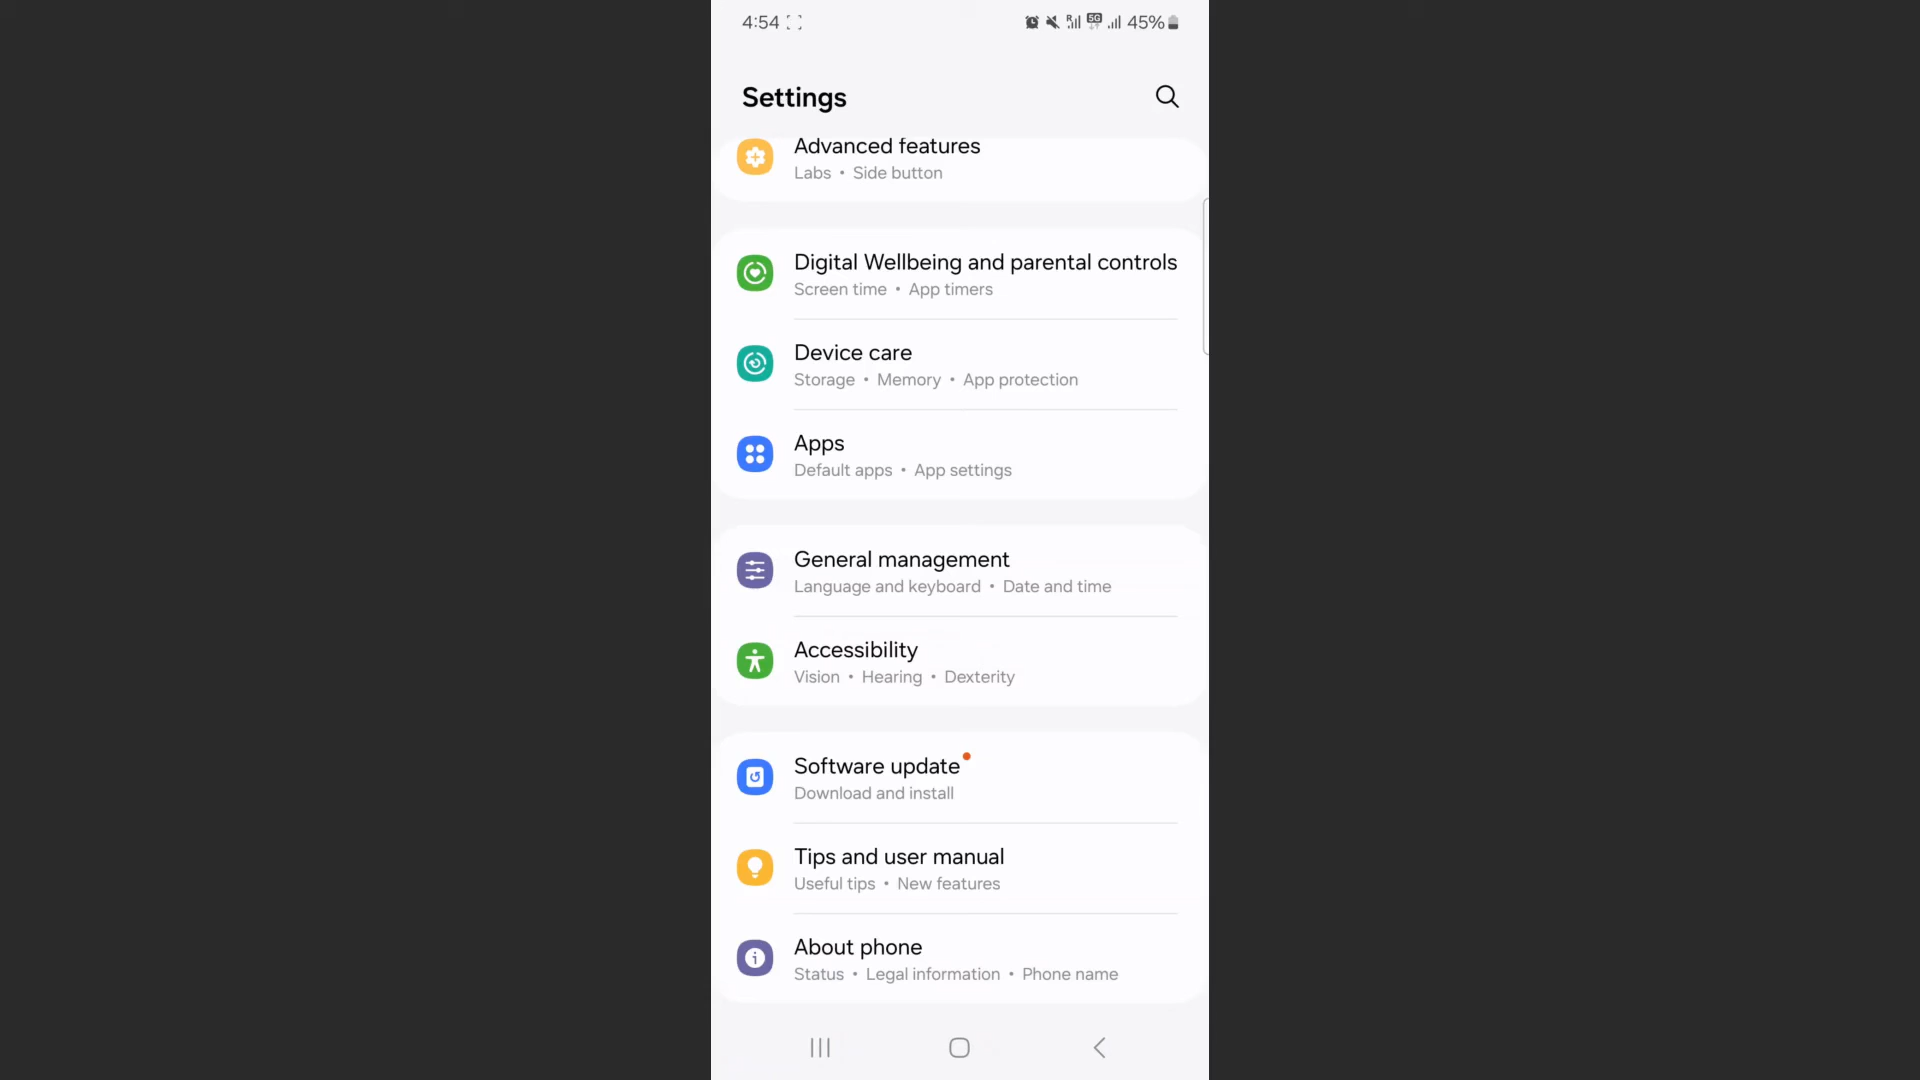 4:54
5G
45%
Settings
Advanced features
Labs • Side button
Digital Wellbeing and parental controls
Screen time • App timers
Device care
Storage • Memory • App protection
Apps
Default apps • App settings
General management
Language and keyboard • Date and time
Accessibility
Vision • Hearing • Dexterity
Software update
Download and install
Tips and user manual
Useful tips • New features
About phone
Status • Legal information • Phone name